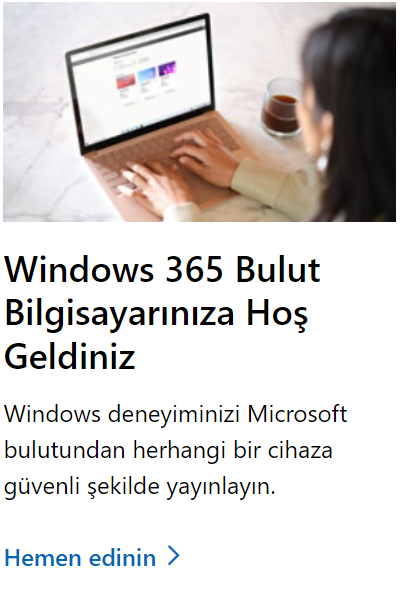 Windows 365 Bulut
Bilgisayarınıza Hoş
Geldiniz
Windows deneyiminizi Microsoft
bulutundan herhangi bir cihaza
güvenli şekilde yayınlayın.
Hemen edinin